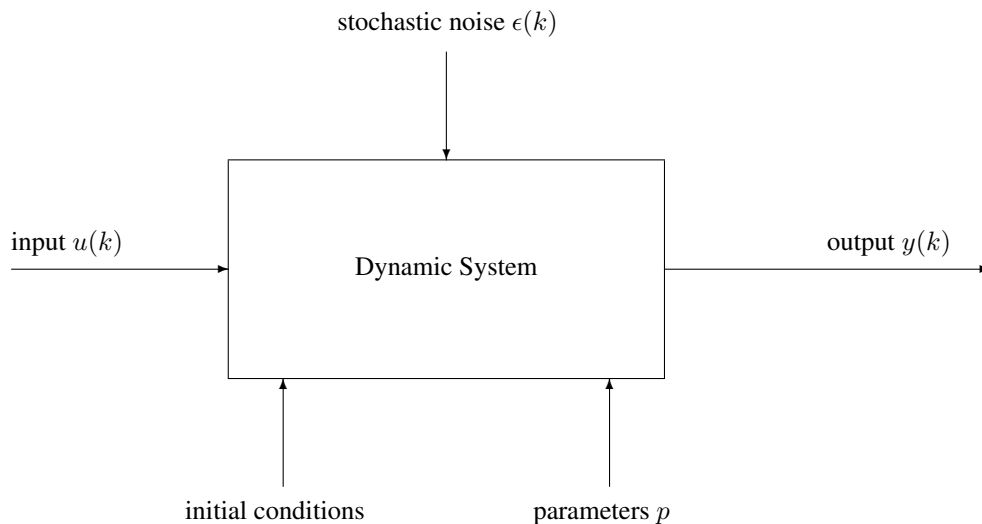 stochastic noise ϵ(k)
input u(k)
output y(k)
Dynamic System
initial conditions
parameters p